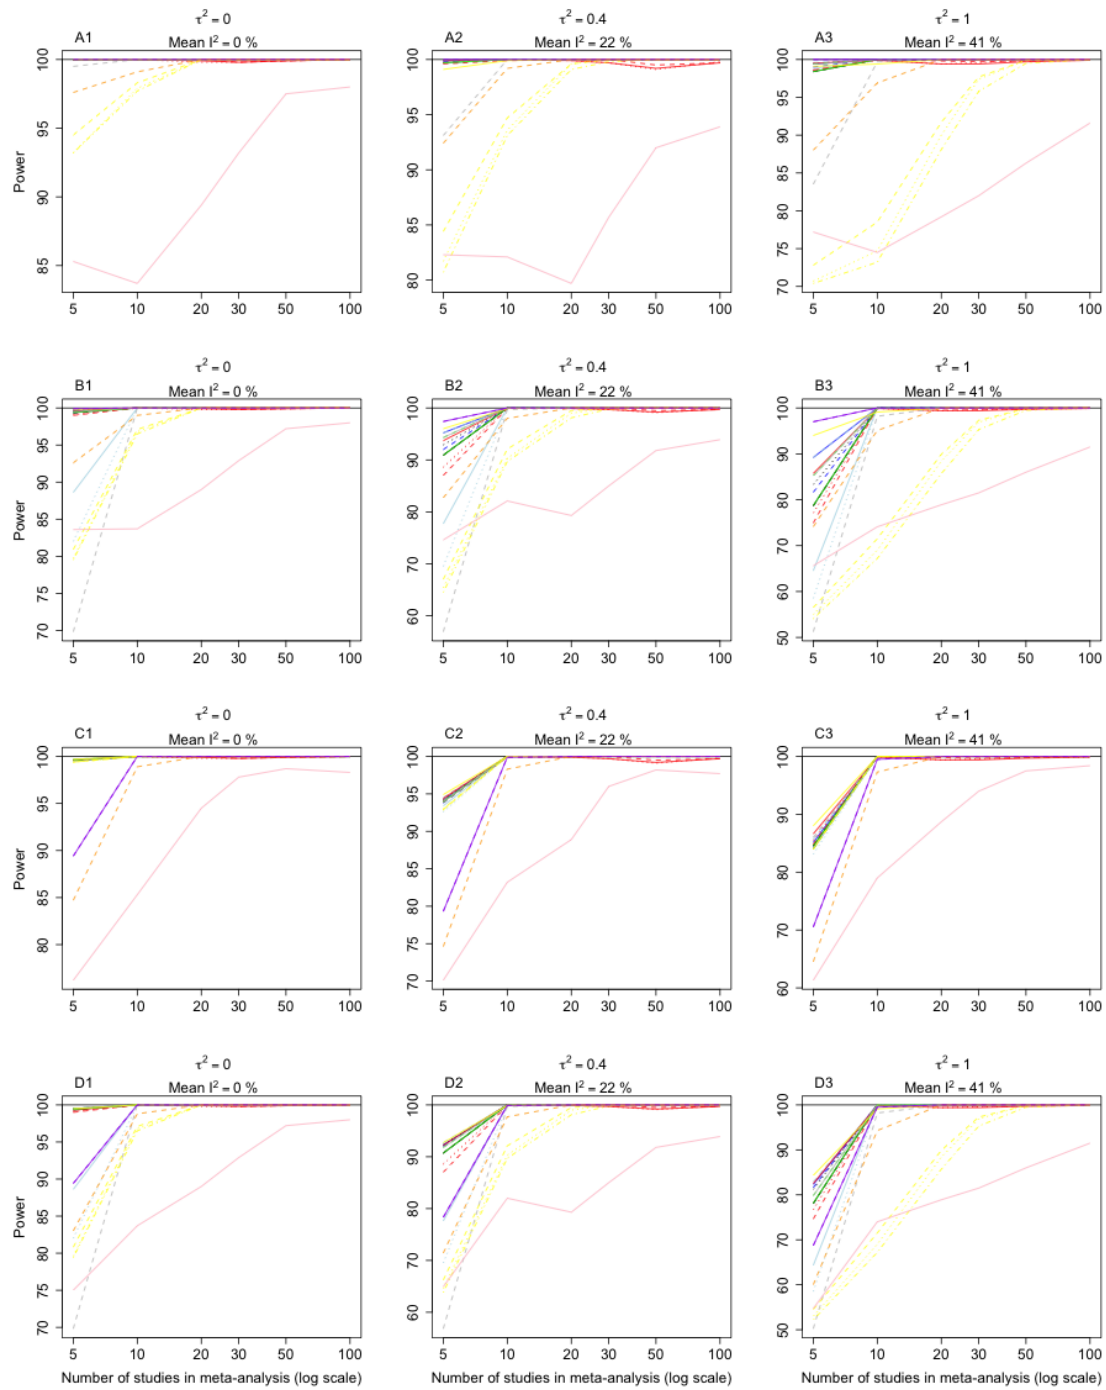 τ² = 0
τ² = 0.4
τ² = 1
A1 Mean I² = 0 %
A2 Mean I² = 22 %
A3 Mean I² = 41 %
Power
85 90 95 100
80 85 90 95 100
70 75 80 85 90 95 100
5 10 20 30 50 100
5 10 20 30 50 100
5 10 20 30 50 100
τ² = 0
τ² = 0.4
τ² = 1
B1 Mean I² = 0 %
B2 Mean I² = 22 %
B3 Mean I² = 41 %
Power
70 75 80 85 90 95 100
60 70 80 90 100
50 60 70 80 90 100
5 10 20 30 50 100
5 10 20 30 50 100
5 10 20 30 50 100
τ² = 0
τ² = 0.4
τ² = 1
C1 Mean I² = 0 %
C2 Mean I² = 22 %
C3 Mean I² = 41 %
Power
80 85 90 95 100
70 75 80 85 90 95 100
60 70 80 90 100
5 10 20 30 50 100
5 10 20 30 50 100
5 10 20 30 50 100
τ² = 0
τ² = 0.4
τ² = 1
D1 Mean I² = 0 %
D2 Mean I² = 22 %
D3 Mean I² = 41 %
Power
70 75 80 85 90 95 100
60 70 80 90 100
50 60 70 80 90 100
5 10 20 30 50 100
5 10 20 30 50 100
5 10 20 30 50 100
Number of studies in meta-analysis (log scale)
Number of studies in meta-analysis (log scale)
Number of studies in meta-analysis (log scale)